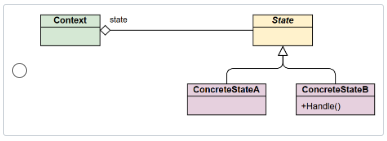 Context
state
State
ConcreteStateA
ConcreteStateB
+Handle()